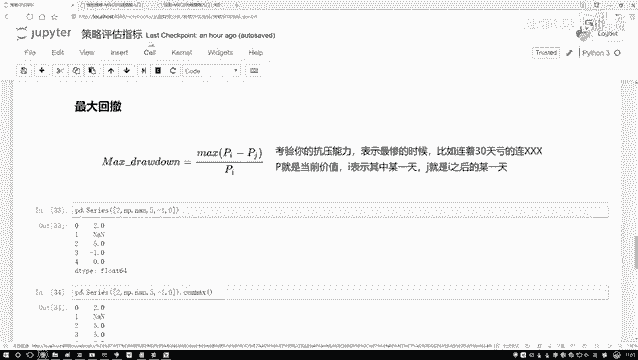 jupyter 策略评估指标 Last Checkpoint: an hour ago (autosaved)
Logout
File Edit View Insert Cell Kernel Widgets Help
Trusted
Python 3
Code
最大回撤
Max_drawdown = max(Pi − Pj) / Pi
考验你的抗压能力，表示最惨的时候，比如连着30天亏的连XXX
P就是当前价值，i表示其中某一天，j就是i之后的某一天
In [33]: pd.Series([2,np.nan,5,-1,0])
Out[33]: 0 2.0
1 NaN
2 5.0
3 -1.0
4 0.0
dtype: float64
In [34]: pd.Series([2,np.nan,5,-1,0]).cummax()
Out[34]: 0 2.0
1 NaN
2 5.0
3 5.0